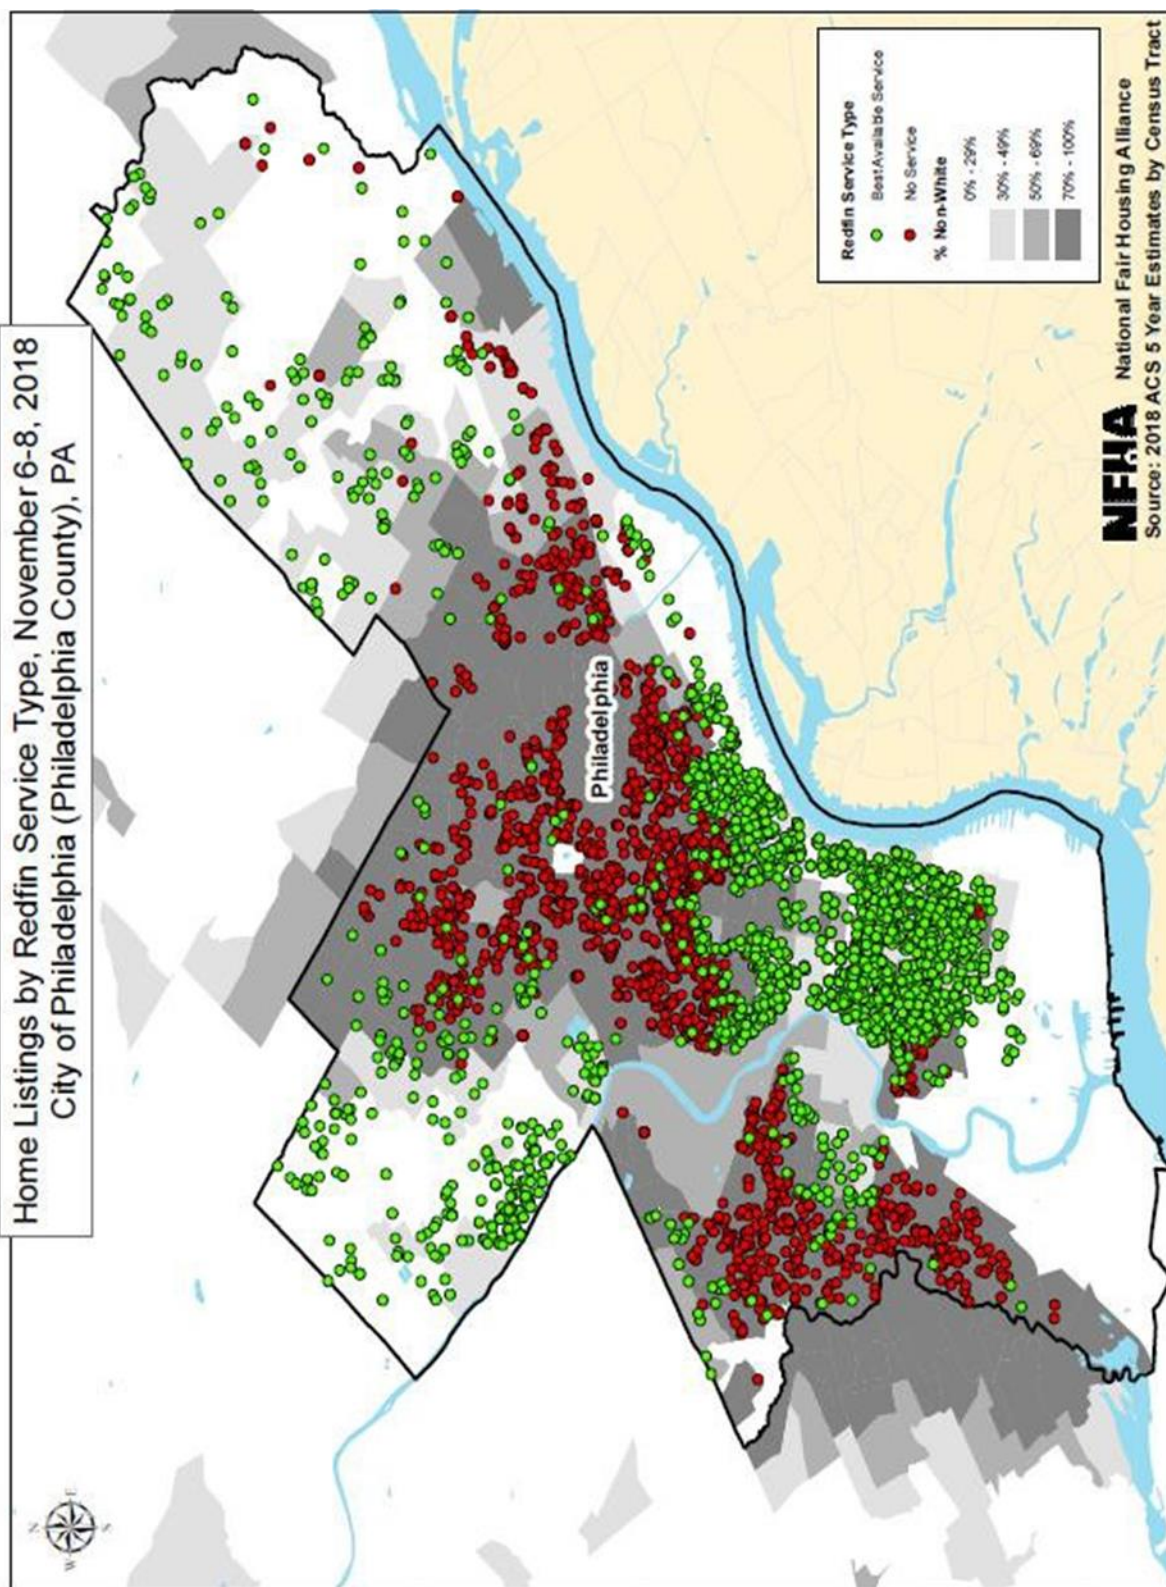 Home Listings by Redfin Service Type, November 6-8, 2018
City of Philadelphia (Philadelphia County), PA
Philadelphia
Redfin Service Type
Best Available Service
No Service
% Non-White
0% - 29%
30% - 49%
50% - 69%
70% - 100%
NFHA National Fair Housing Alliance
Source: 2018 ACS 5 Year Estimates by Census Tract
N
E
S
W